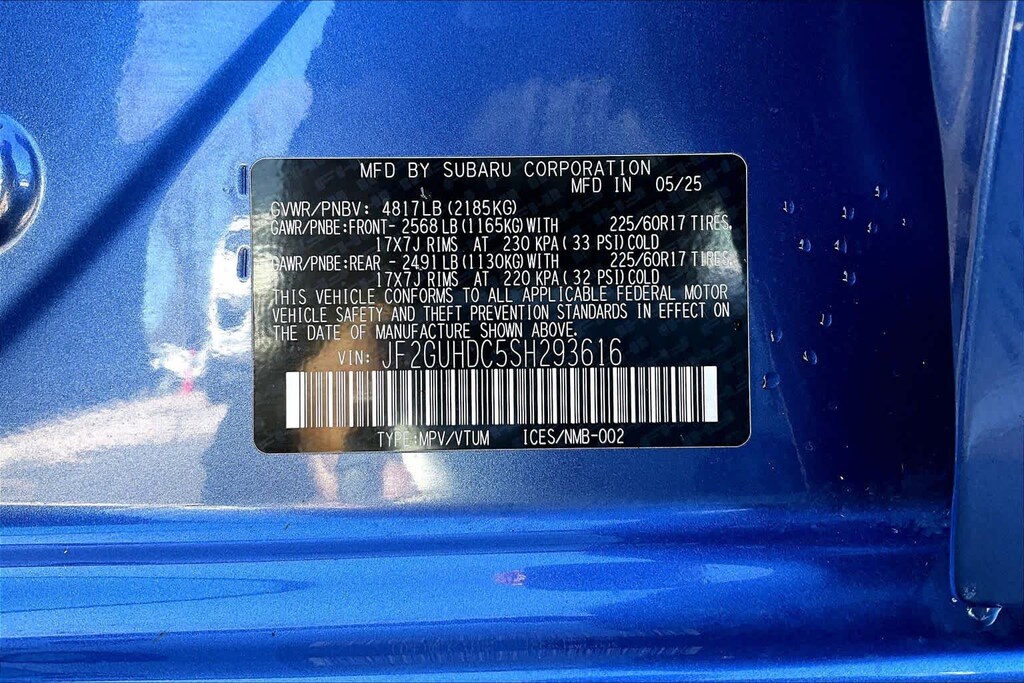 MFD BY SUBARU CORPORATION
MFD IN 05/25
GVWR/PNBV: 4817LB (2185KG)
GAWR/PNBE:FRONT- 2568LB (1165KG) WITH 225/60R17 TIRES,
17X7J RIMS AT 230 KPA (33 PSI) COLD
GAWR/PNBE:REAR - 2491LB (1130KG) WITH 225/60R17 TIRES,
17X7J RIMS AT 220 KPA (32 PSI) COLD
THIS VEHICLE CONFORMS TO ALL APPLICABLE FEDERAL MOTOR
VEHICLE SAFETY AND THEFT PREVENTION STANDARDS IN EFFECT ON
THE DATE OF MANUFACTURE SHOWN ABOVE.
VIN: JF2GUHDC5SH293616
TYPE:MPV/VTUM ICES/NMB-002